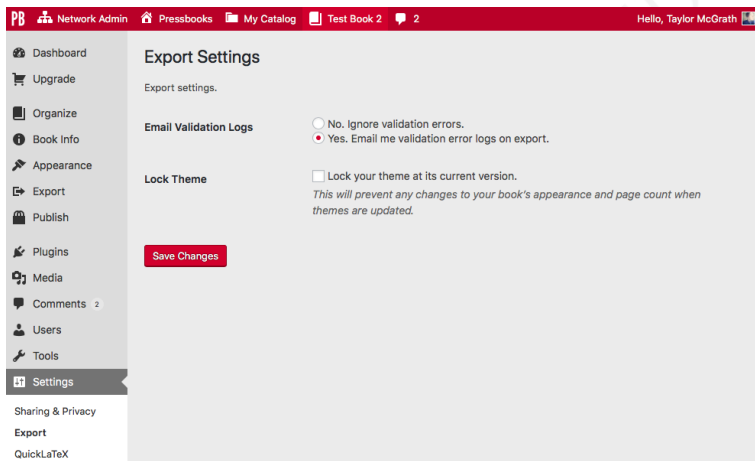 PB Network Admin Pressbooks My Catalog Test Book 2 2 Hello, Taylor McGrath
Dashboard
Upgrade
Organize
Book Info
Appearance
Export
Publish
Plugins
Media
Comments 2
Users
Tools
Settings
Sharing & Privacy
Export
QuickLaTeX
Export Settings
Export settings.
Email Validation Logs
No. Ignore validation errors.
Yes. Email me validation error logs on export.
Lock Theme
Lock your theme at its current version.
This will prevent any changes to your book's appearance and page count when
themes are updated.
Save Changes